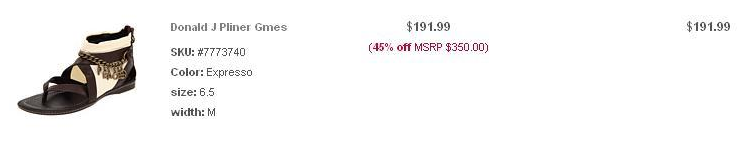 Donald J Pliner Gmes $191.99 $191.99
(45% off MSRP $350.00)
SKU: #7773740
Color: Expresso
size: 6.5
width: M